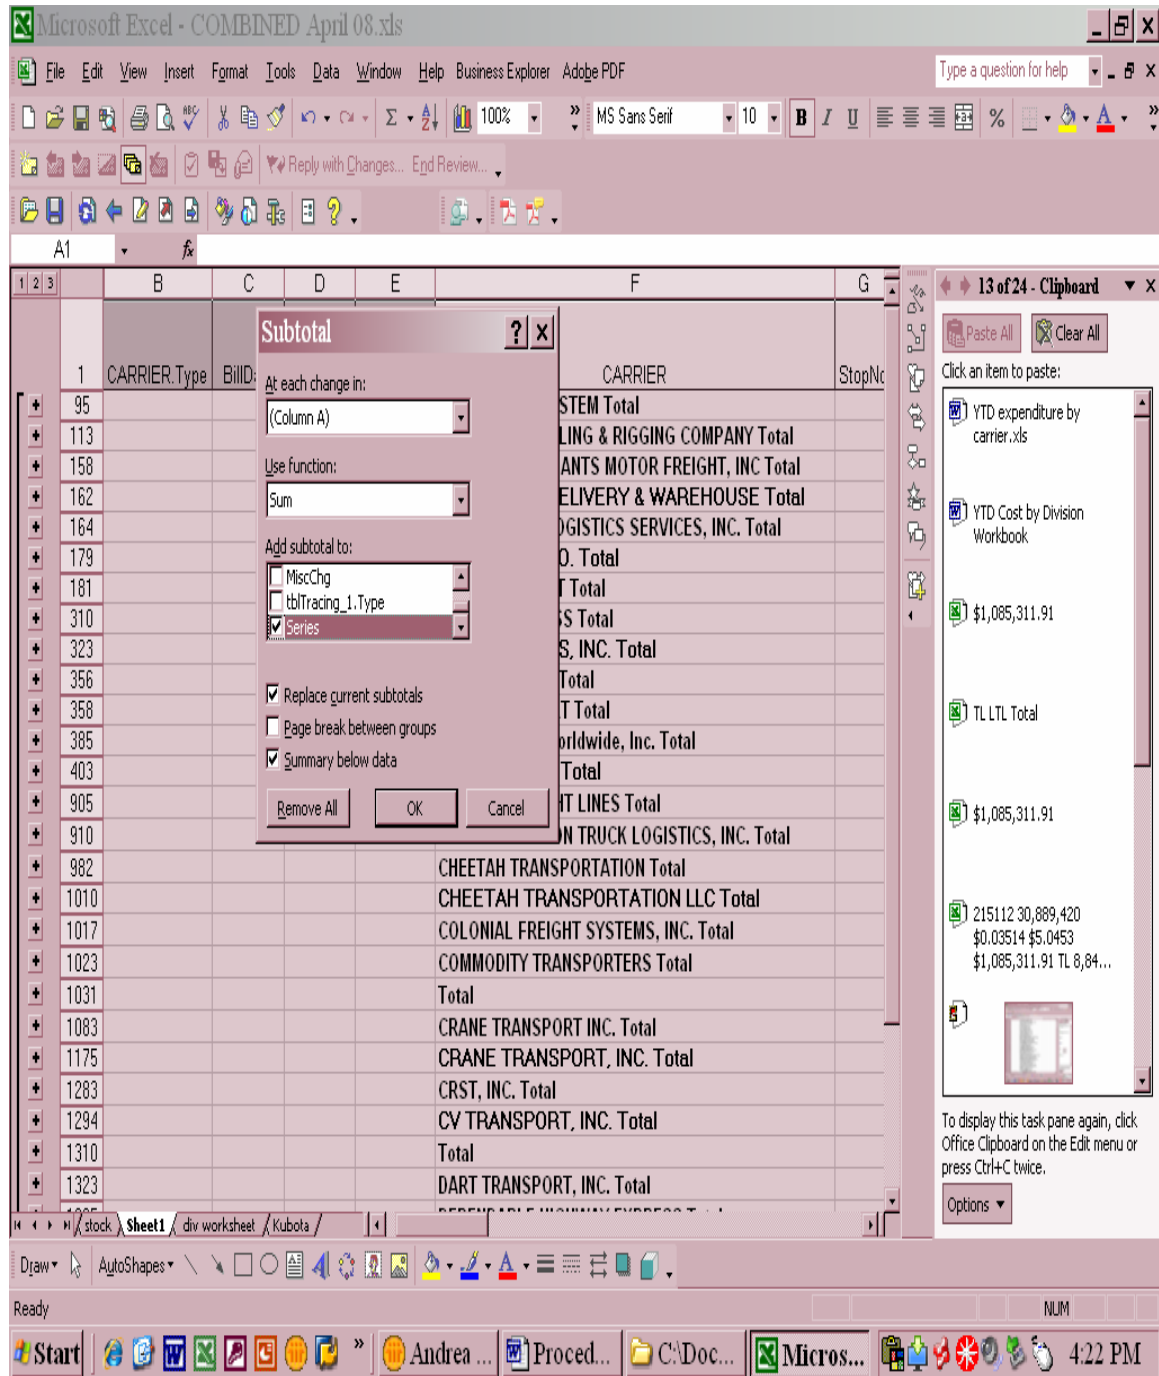 Microsoft Excel - COMBINED April 08.xls
File Edit View Insert Format Tools Data Window Help Business Explorer Adobe PDF
Type a question for help
100% MS Sans Serif 10 B I U %
Reply with Changes... End Review...
A1 fx
1 2 3 B C D E F G
1 CARRIER.Type BillD CARRIER StopNo
95 STEM Total
113 LING & RIGGING COMPANY Total
158 ANTS MOTOR FREIGHT, INC Total
162 ELIVERY & WAREHOUSE Total
164 OGISTICS SERVICES, INC. Total
179 O. Total
181 T Total
310 SS Total
323 S, INC. Total
356 Total
358 T Total
385 orldwide, Inc. Total
403 Total
905 HT LINES Total
910 ON TRUCK LOGISTICS, INC. Total
982 CHEETAH TRANSPORTATION Total
1010 CHEETAH TRANSPORTATION LLC Total
1017 COLONIAL FREIGHT SYSTEMS, INC. Total
1023 COMMODITY TRANSPORTERS Total
1031 Total
1083 CRANE TRANSPORT INC. Total
1175 CRANE TRANSPORT, INC. Total
1283 CRST, INC. Total
1294 CV TRANSPORT, INC. Total
1310 Total
1323 DART TRANSPORT, INC. Total
Subtotal
? X
At each change in:
(Column A)
Use function:
Sum
Add subtotal to:
MiscChg
tblTracing_1.Type
Series
Replace current subtotals
Page break between groups
Summary below data
Remove All OK Cancel
13 of 24 - Clipboard
Paste All Clear All
Click an item to paste:
YTD expenditure by
carrier.xls
YTD Cost by Division
Workbook
$1,085,311.91
TL LTL Total
$1,085,311.91
215112 30,889,420
$0.03514 $5.0453
$1,085,311.91 TL 8,84...
To display this task pane again, click
Office Clipboard on the Edit menu or
press Ctrl+C twice.
Options
stock Sheet1 div worksheet Kubota
Draw AutoShapes
Ready NUM
Start Andrea ... Proced... C:\Doc... Micros... 4:22 PM